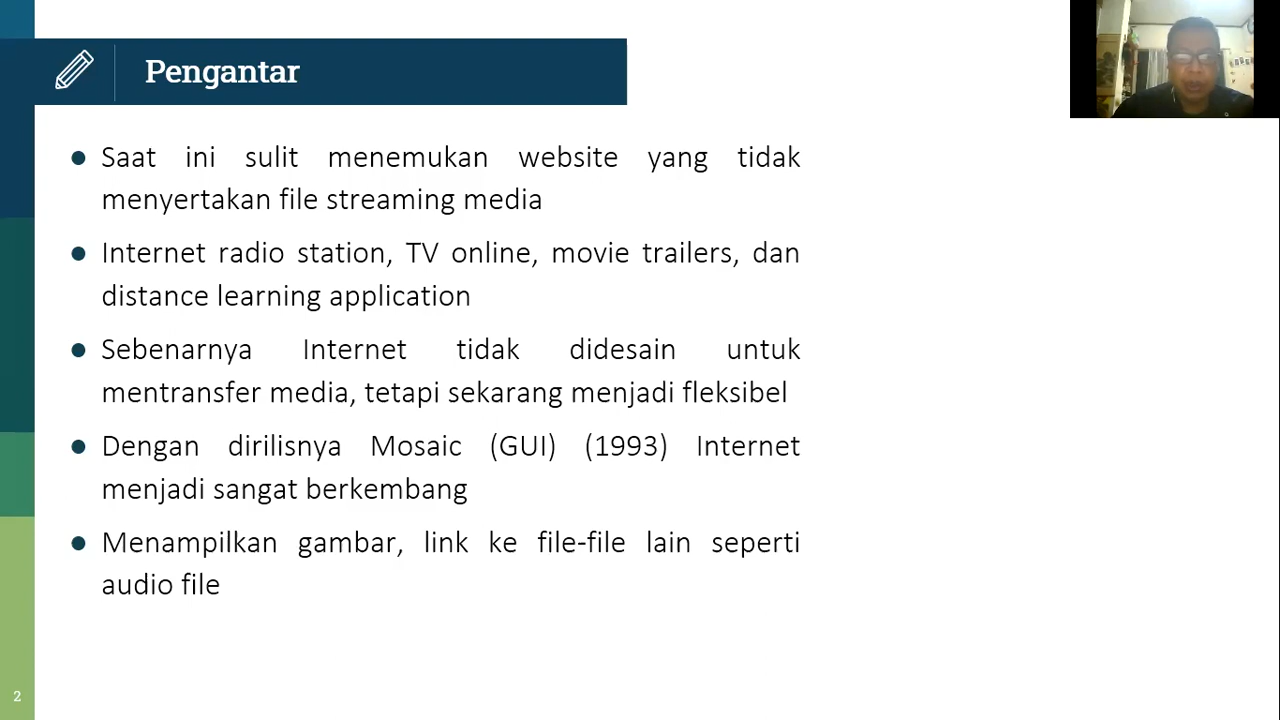 Pengantar
Saat ini sulit menemukan website yang tidak
menyertakan file streaming media
Internet radio station, TV online, movie trailers, dan
distance learning application
Sebenarnya Internet tidak didesain untuk
mentransfer media, tetapi sekarang menjadi fleksibel
Dengan dirilisnya Mosaic (GUI) (1993) Internet
menjadi sangat berkembang
Menampilkan gambar, link ke file-file lain seperti
audio file
2